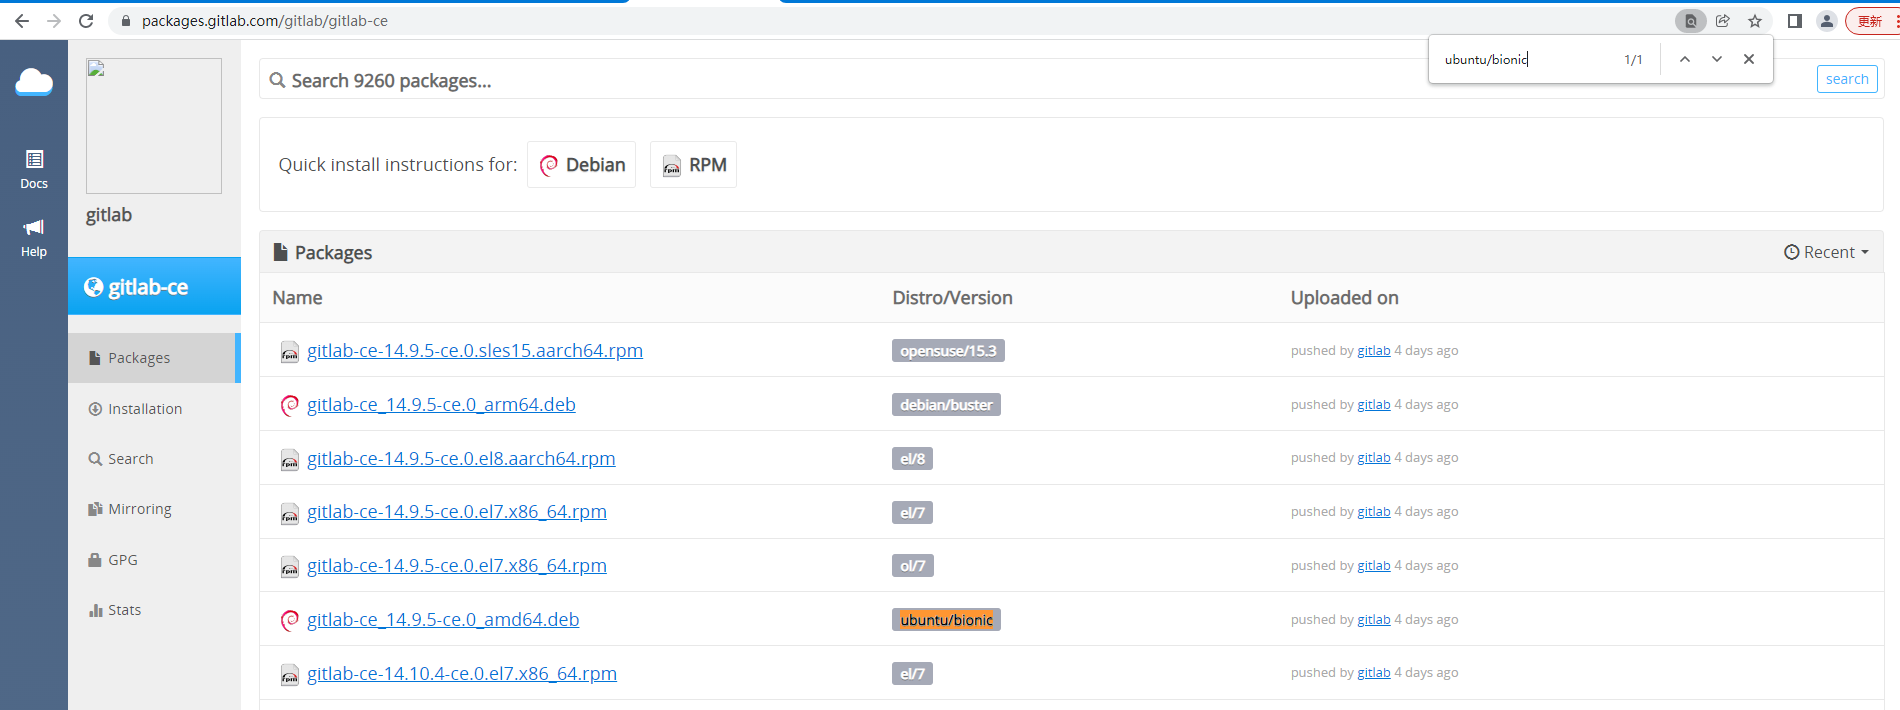 packages.gitlab.com/gitlab/gitlab-ce
更新
ubuntu/bionic
1/1
Search 9260 packages...
search
Docs
Help
gitlab
gitlab-ce
Packages
Installation
Search
Mirroring
GPG
Stats
Quick install instructions for: Debian RPM
Packages Recent
Name Distro/Version Uploaded on
fpm gitlab-ce-14.9.5-ce.0.sles15.aarch64.rpm opensuse/15.3 pushed by gitlab 4 days ago
gitlab-ce_14.9.5-ce.0_arm64.deb debian/buster pushed by gitlab 4 days ago
fpm gitlab-ce-14.9.5-ce.0.el8.aarch64.rpm el/8 pushed by gitlab 4 days ago
fpm gitlab-ce-14.9.5-ce.0.el7.x86_64.rpm el/7 pushed by gitlab 4 days ago
fpm gitlab-ce-14.9.5-ce.0.el7.x86_64.rpm ol/7 pushed by gitlab 4 days ago
gitlab-ce_14.9.5-ce.0_amd64.deb ubuntu/bionic pushed by gitlab 4 days ago
fpm gitlab-ce-14.10.4-ce.0.el7.x86_64.rpm el/7 pushed by gitlab 4 days ago